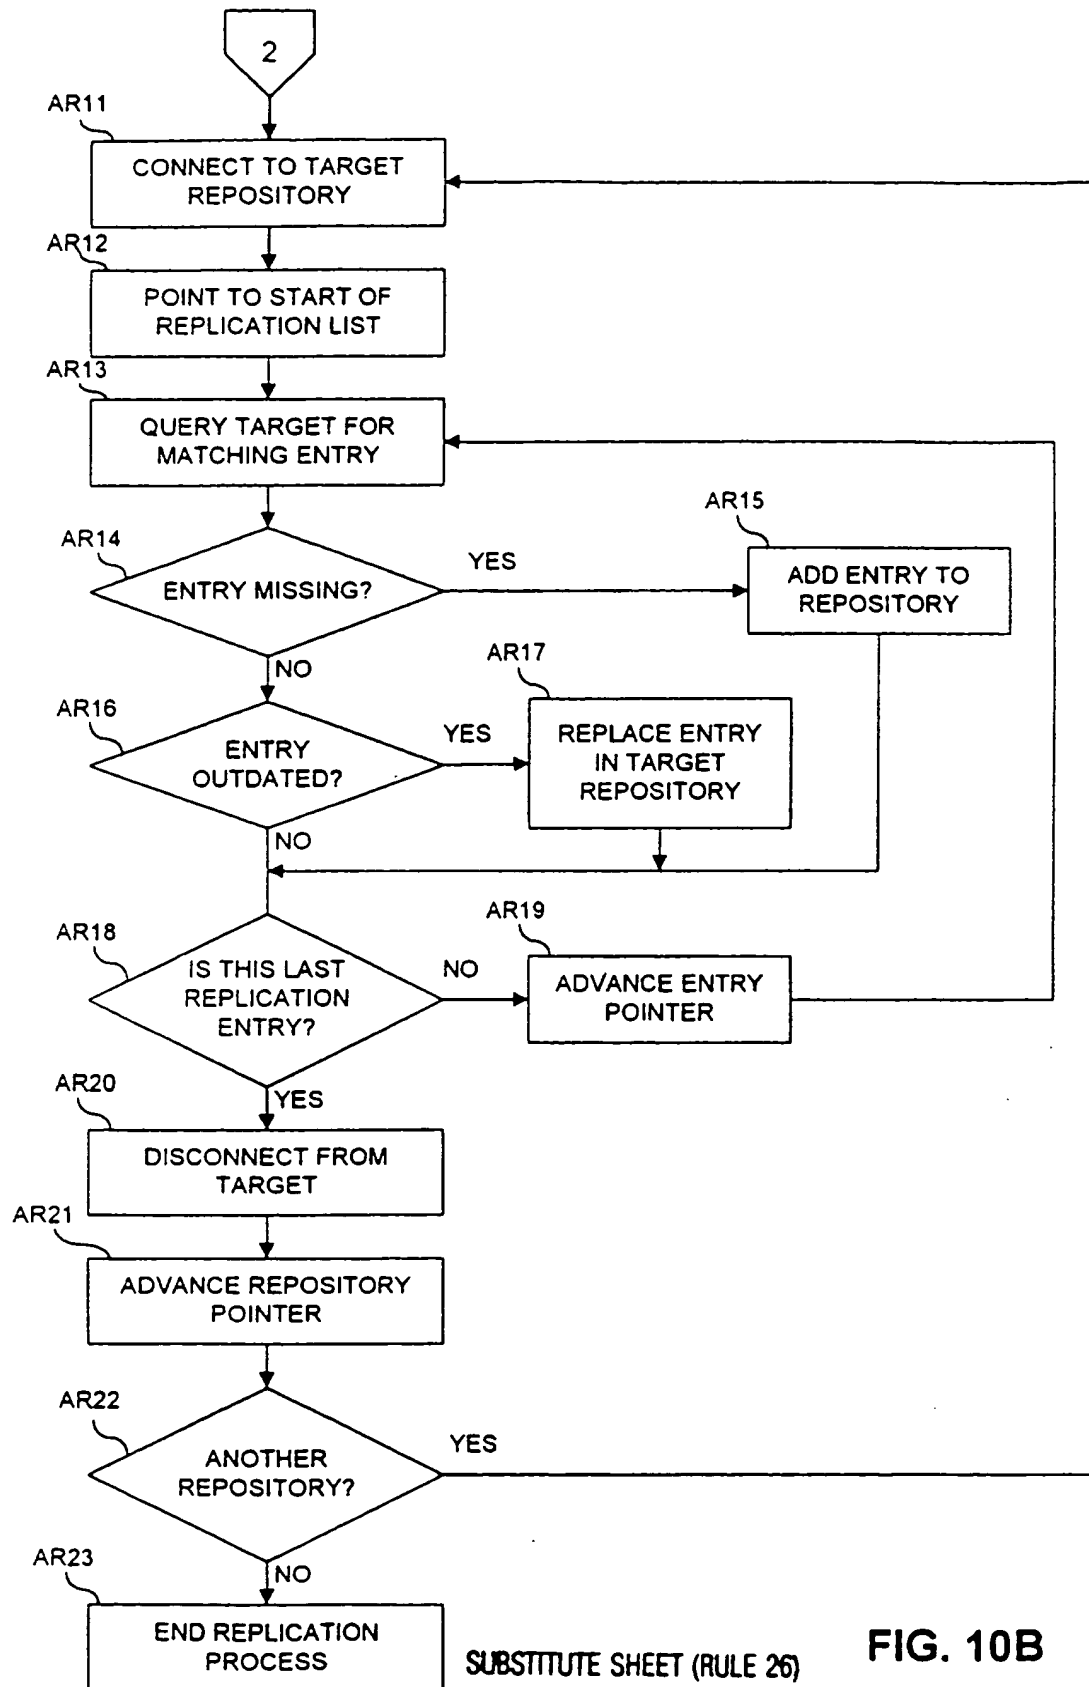 2
AR11
CONNECT TO TARGET
REPOSITORY
AR12
POINT TO START OF
REPLICATION LIST
AR13
QUERY TARGET FOR
MATCHING ENTRY
AR14
ENTRY MISSING?
YES
AR15
ADD ENTRY TO
REPOSITORY
NO
AR16
ENTRY
OUTDATED?
YES
AR17
REPLACE ENTRY
IN TARGET
REPOSITORY
NO
AR18
IS THIS LAST
REPLICATION
ENTRY?
NO
AR19
ADVANCE ENTRY
POINTER
YES
AR20
DISCONNECT FROM
TARGET
AR21
ADVANCE REPOSITORY
POINTER
AR22
ANOTHER
REPOSITORY?
YES
NO
AR23
END REPLICATION
PROCESS
SUBSTITUTE SHEET (RULE 26)
FIG. 10B